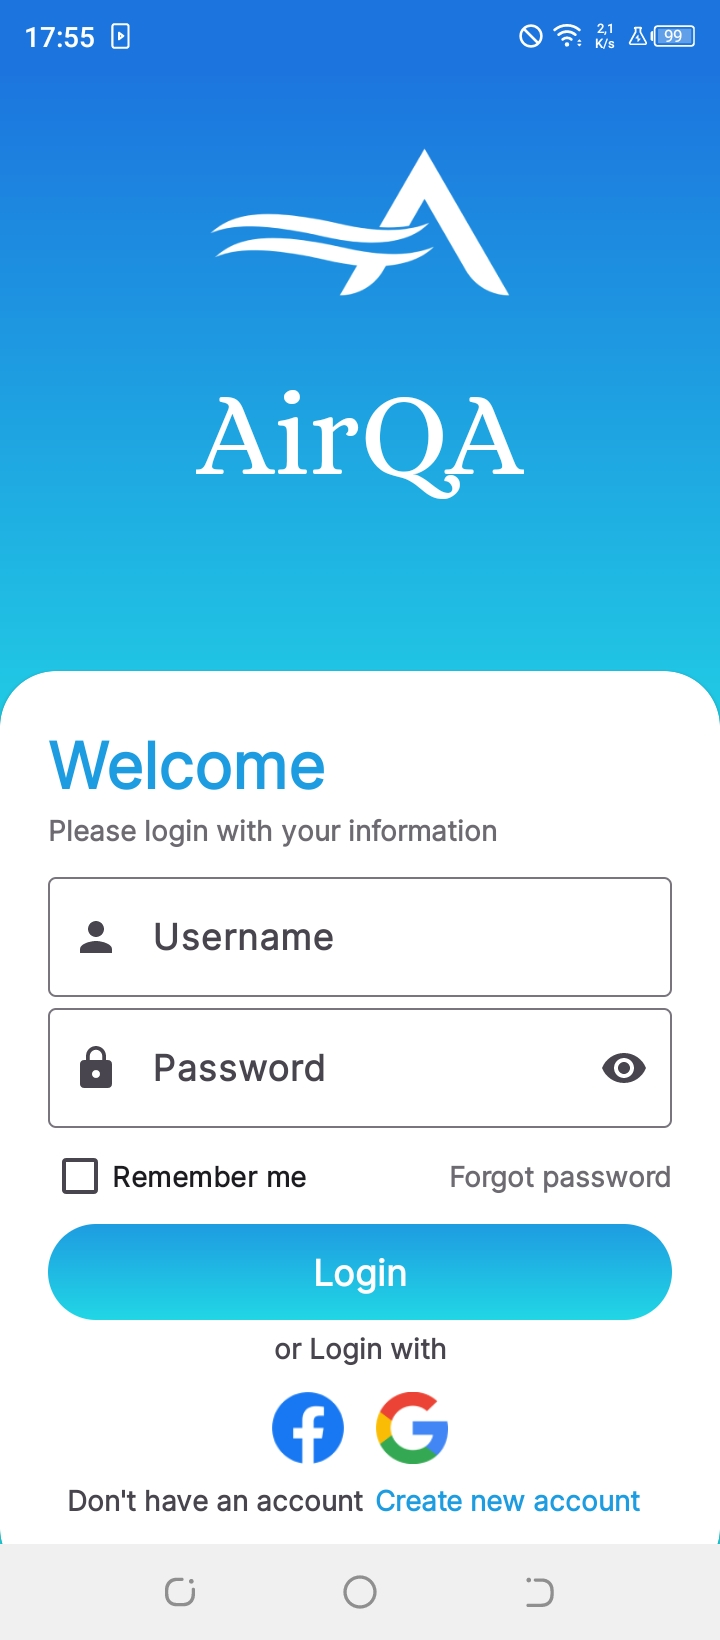 17:55 2,1 K/s 99
AirQA
Welcome
Please login with your information
Username
Password
Remember me Forgot password
Login
or Login with
Don't have an account Create new account